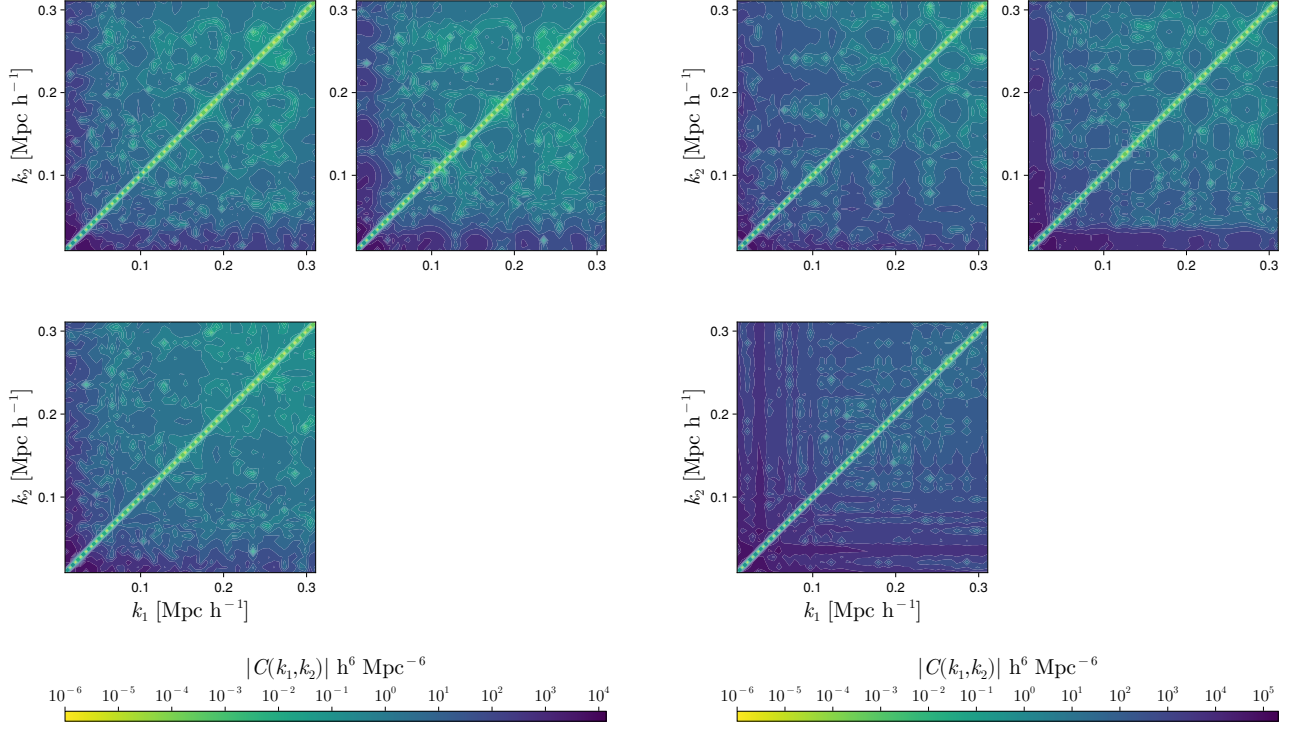 0.3
0.2
0.1
k₂ [Mpc h⁻¹]
0.1 0.2 0.3
0.3
0.2
0.1
0.1 0.2 0.3
0.3
0.2
0.1
k₂ [Mpc h⁻¹]
0.1 0.2 0.3
0.3
0.2
0.1
0.1 0.2 0.3
0.3
0.2
0.1
k₂ [Mpc h⁻¹]
0.1 0.2 0.3
k₁ [Mpc h⁻¹]
0.3
0.2
0.1
k₂ [Mpc h⁻¹]
0.1 0.2 0.3
k₁ [Mpc h⁻¹]
|C(k₁,k₂)| h⁶ Mpc⁻⁶
10⁻⁶ 10⁻⁵ 10⁻⁴ 10⁻³ 10⁻² 10⁻¹ 10⁰ 10¹ 10² 10³ 10⁴
|C(k₁,k₂)| h⁶ Mpc⁻⁶
10⁻⁶ 10⁻⁵ 10⁻⁴ 10⁻³ 10⁻² 10⁻¹ 10⁰ 10¹ 10² 10³ 10⁴ 10⁵